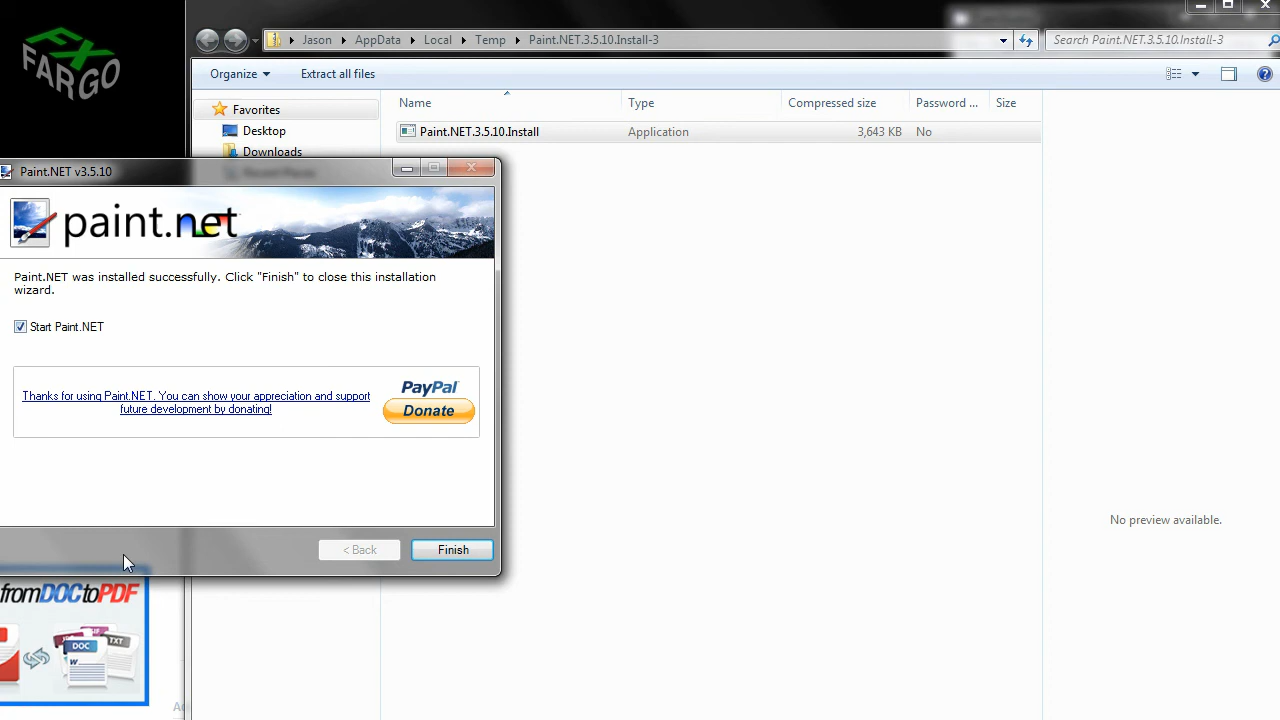 FX
FARGO
Jason
AppData
Local
Temp
Paint.NET.3.5.10.Install-3
Search Paint.NET.3.5.10.Install-3
Organize
Extract all files
Favorites
Desktop
Downloads
Recent Places
Name
Type
Compressed size
Password ...
Size
Paint.NET.3.5.10.Install
Application
3,643 KB
No
Paint.NET v3.5.10
paint.net
Paint.NET was installed successfully. Click "Finish" to close this installation
wizard.
Start Paint.NET
Thanks for using Paint.NET. You can show your appreciation and support
future development by donating!
PayPal
Donate
< Back
Finish
No preview available.
fromDOCtoPDF
DOC
TXT